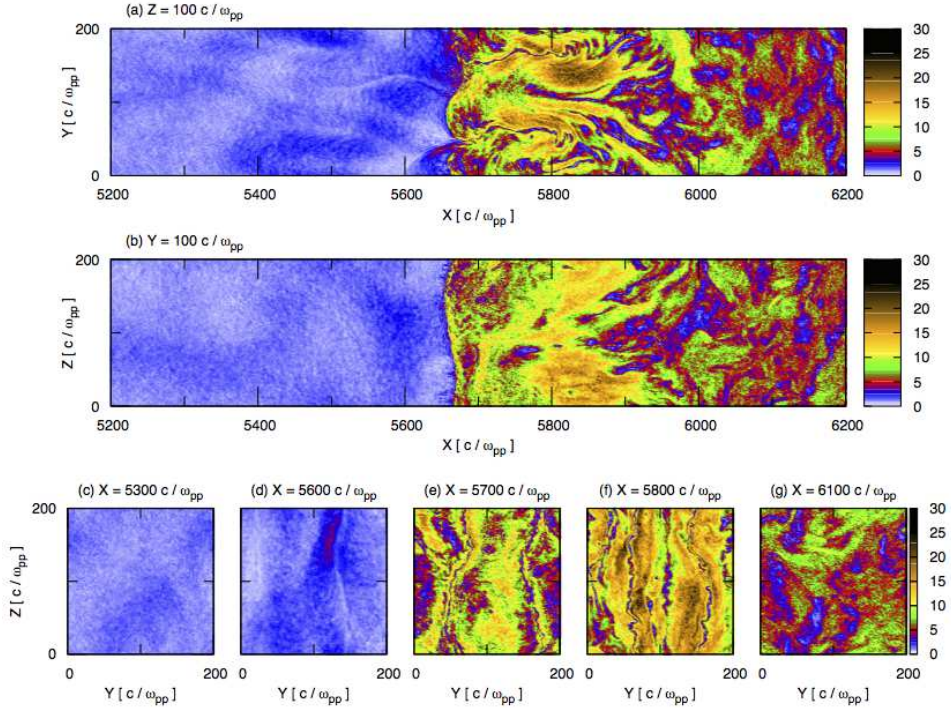 (a) Z = 100 c / ωpp
200
100
0
Y [ c / ωpp ]
5200 5400 5600 5800 6000 6200
X [ c / ωpp ]
30
25
20
15
10
5
0
(b) Y = 100 c / ωpp
200
100
0
Z [ c / ωpp ]
5200 5400 5600 5800 6000 6200
X [ c / ωpp ]
30
25
20
15
10
5
0
(c) X = 5300 c / ωpp (d) X = 5600 c / ωpp (e) X = 5700 c / ωpp (f) X = 5800 c / ωpp (g) X = 6100 c / ωpp
200
100
0
Z [ c / ωpp ]
0 200 0 200 0 200 0 200 0 200
Y [ c / ωpp ] Y [ c / ωpp ] Y [ c / ωpp ] Y [ c / ωpp ] Y [ c / ωpp ]
30
25
20
15
10
5
0